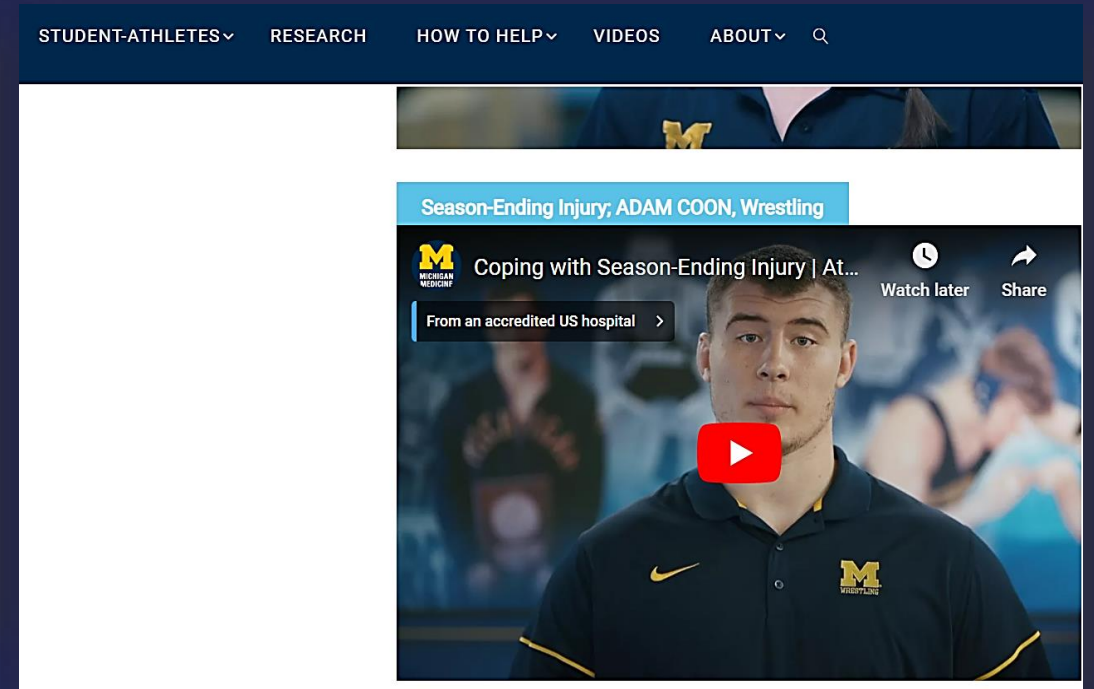 STUDENT-ATHLETES RESEARCH HOW TO HELP VIDEOS ABOUT
M
Season-Ending Injury; ADAM COON, Wrestling
M
MICHIGAN
MEDICINE
Coping with Season-Ending Injury | At...
Watch later Share
From an accredited US hospital
M
WRESTLING